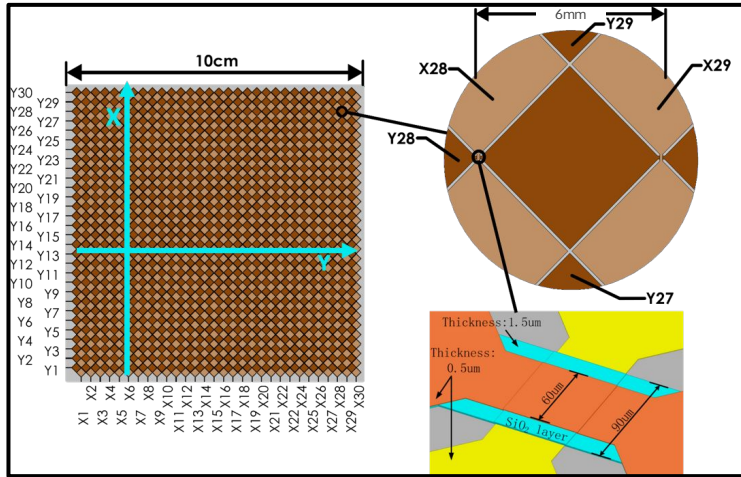 10cm
Y30
Y29
Y28
Y27
Y26
Y25
Y24
Y23
Y22
Y21
Y20
Y19
Y18
Y17
Y16
Y15
Y14
Y13
Y12
Y11
Y10
Y9
Y8
Y7
Y6
Y5
Y4
Y3
Y2
Y1
X
Y
X1
X2
X3
X4
X5
X6
X7
X8
X9
X10
X11
X12
X13
X14
X15
X16
X17
X18
X19
X20
X21
X22
X22
X24
X25
X26
X27
X28
X29
X30
6mm
Y29
X28
X29
Y28
Y27
Thickness:1.5um
Thickness:
0.5um
60um
90um
SiO₂ layer